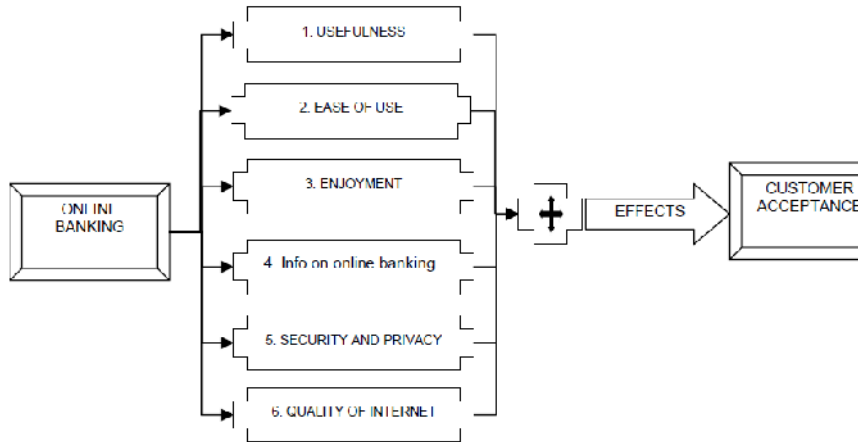 1. USEFULNESS
2. EASE OF USE
3. ENJOYMENT
ONLINE
BANKING
EFFECTS
CUSTOMER
ACCEPTANCE
4. Info on online banking
5. SECURITY AND PRIVACY
6. QUALITY OF INTERNET